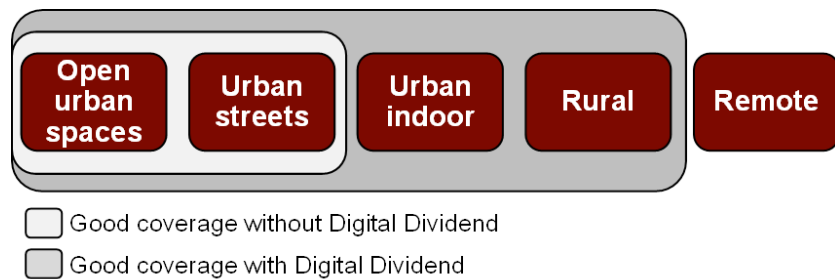 Open
urban
spaces
Urban
streets
Urban
indoor
Rural
Remote
Good coverage without Digital Dividend
Good coverage with Digital Dividend